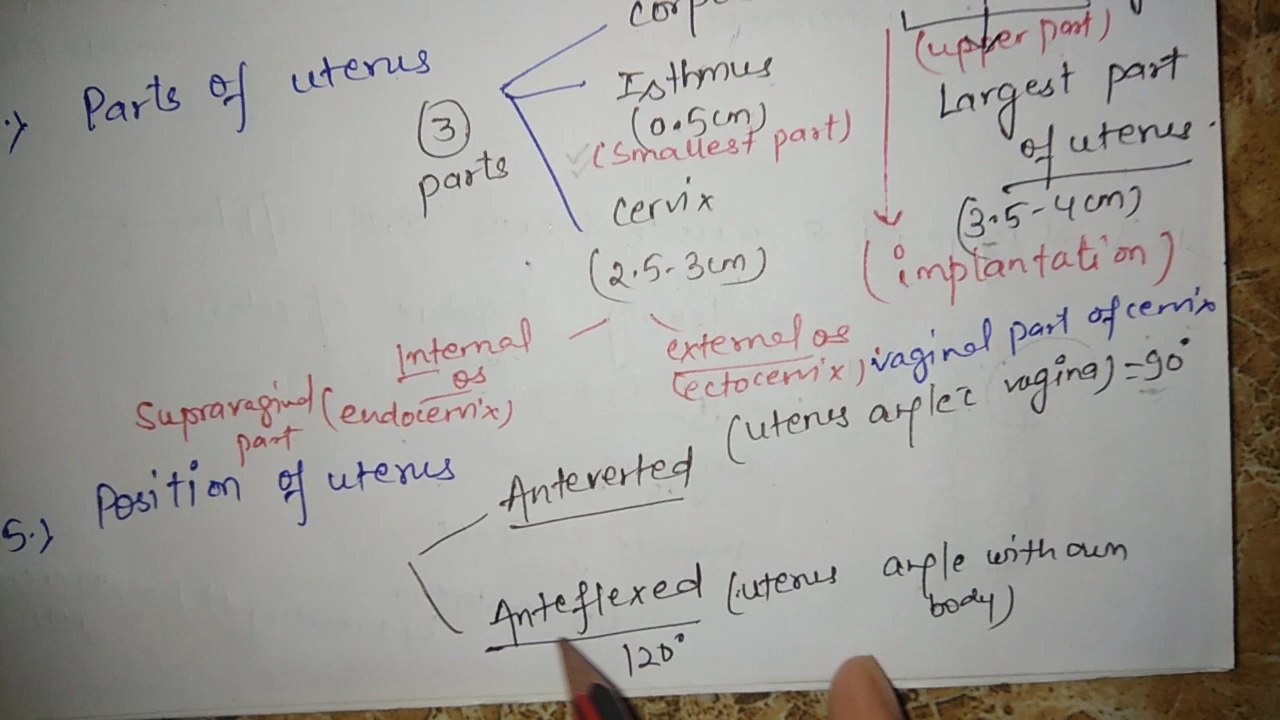 Parts of uterus
3
parts
Isthmus
(0.5cm)
(Smallest part)
cervix
(2.5-3cm)
(upper part)
Largest part
of uterus.
(3.5-4cm)
(implantation)
Internal
os
(endocervix)
Supravaginal
part
external os
(ectocervix) vaginal part of cervix
5.) Position of uterus
Anteverted
(uterus angle c vagina) = 90°
Anteflexed (uterus angle with own
body)
120°